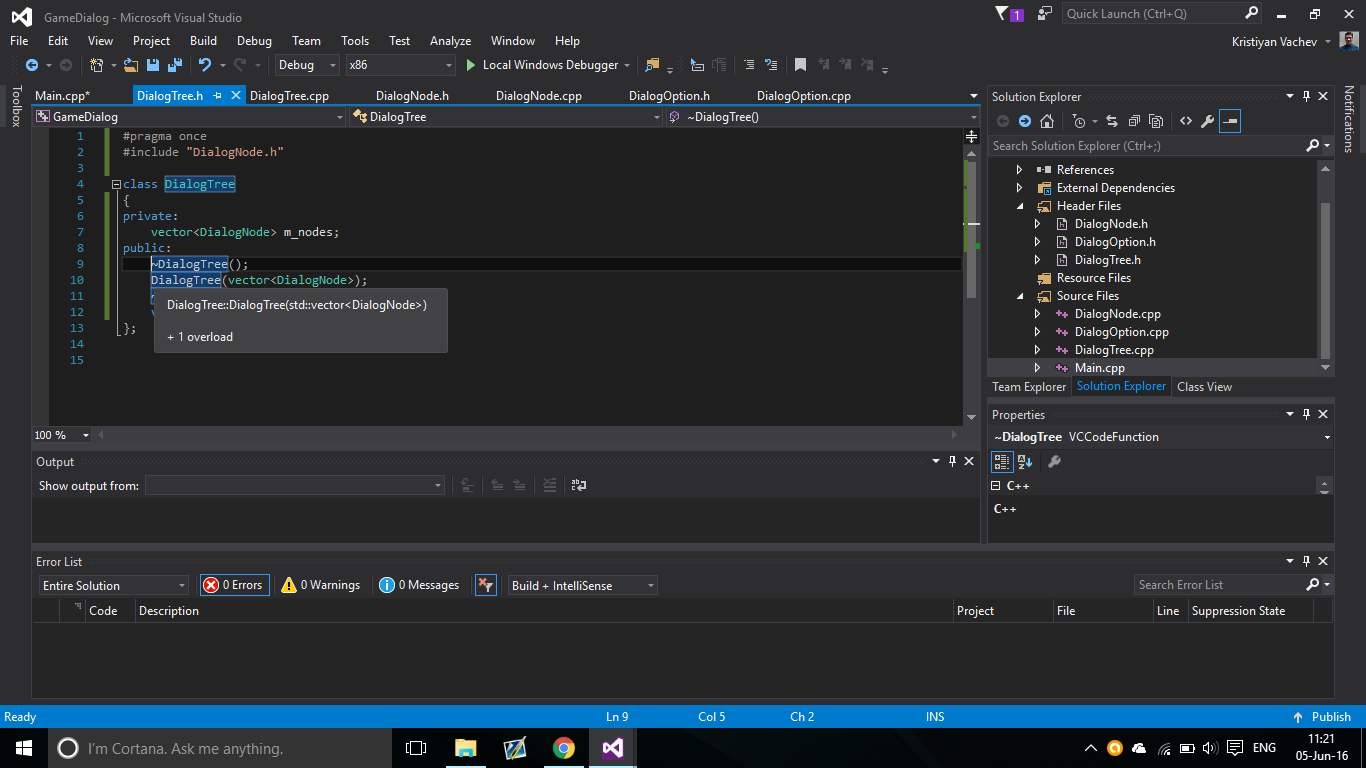 GameDialog - Microsoft Visual Studio
1
Quick Launch (Ctrl+Q)
File Edit View Project Build Debug Team Tools Test Analyze Window Help
Kristiyan Vachev
Debug x86 Local Windows Debugger
Toolbox
Main.cpp* DialogTree.h DialogTree.cpp DialogNode.h DialogNode.cpp DialogOption.h DialogOption.cpp
GameDialog DialogTree ~DialogTree()
1 #pragma once
2 #include "DialogNode.h"
3
4 class DialogTree
5 {
6 private:
7 vector<DialogNode> m_nodes;
8 public:
9 ~DialogTree();
10 DialogTree(vector<DialogNode>);
11
12
13 };
14
15
DialogTree::DialogTree(std::vector<DialogNode>)
+ 1 overload
100 %
Solution Explorer
Search Solution Explorer (Ctrl+;)
References
External Dependencies
Header Files
DialogNode.h
DialogOption.h
DialogTree.h
Resource Files
Source Files
DialogNode.cpp
DialogOption.cpp
DialogTree.cpp
Main.cpp
Team Explorer Solution Explorer Class View
Notifications
Properties
~DialogTree VCCodeFunction
C++
C++
Output
Show output from:
Error List
Entire Solution 0 Errors 0 Warnings 0 Messages Build + IntelliSense Search Error List
Code Description Project File Line Suppression State
Ready Ln 9 Col 5 Ch 2 INS Publish
I'm Cortana. Ask me anything.
ENG
11:21
05-Jun-16